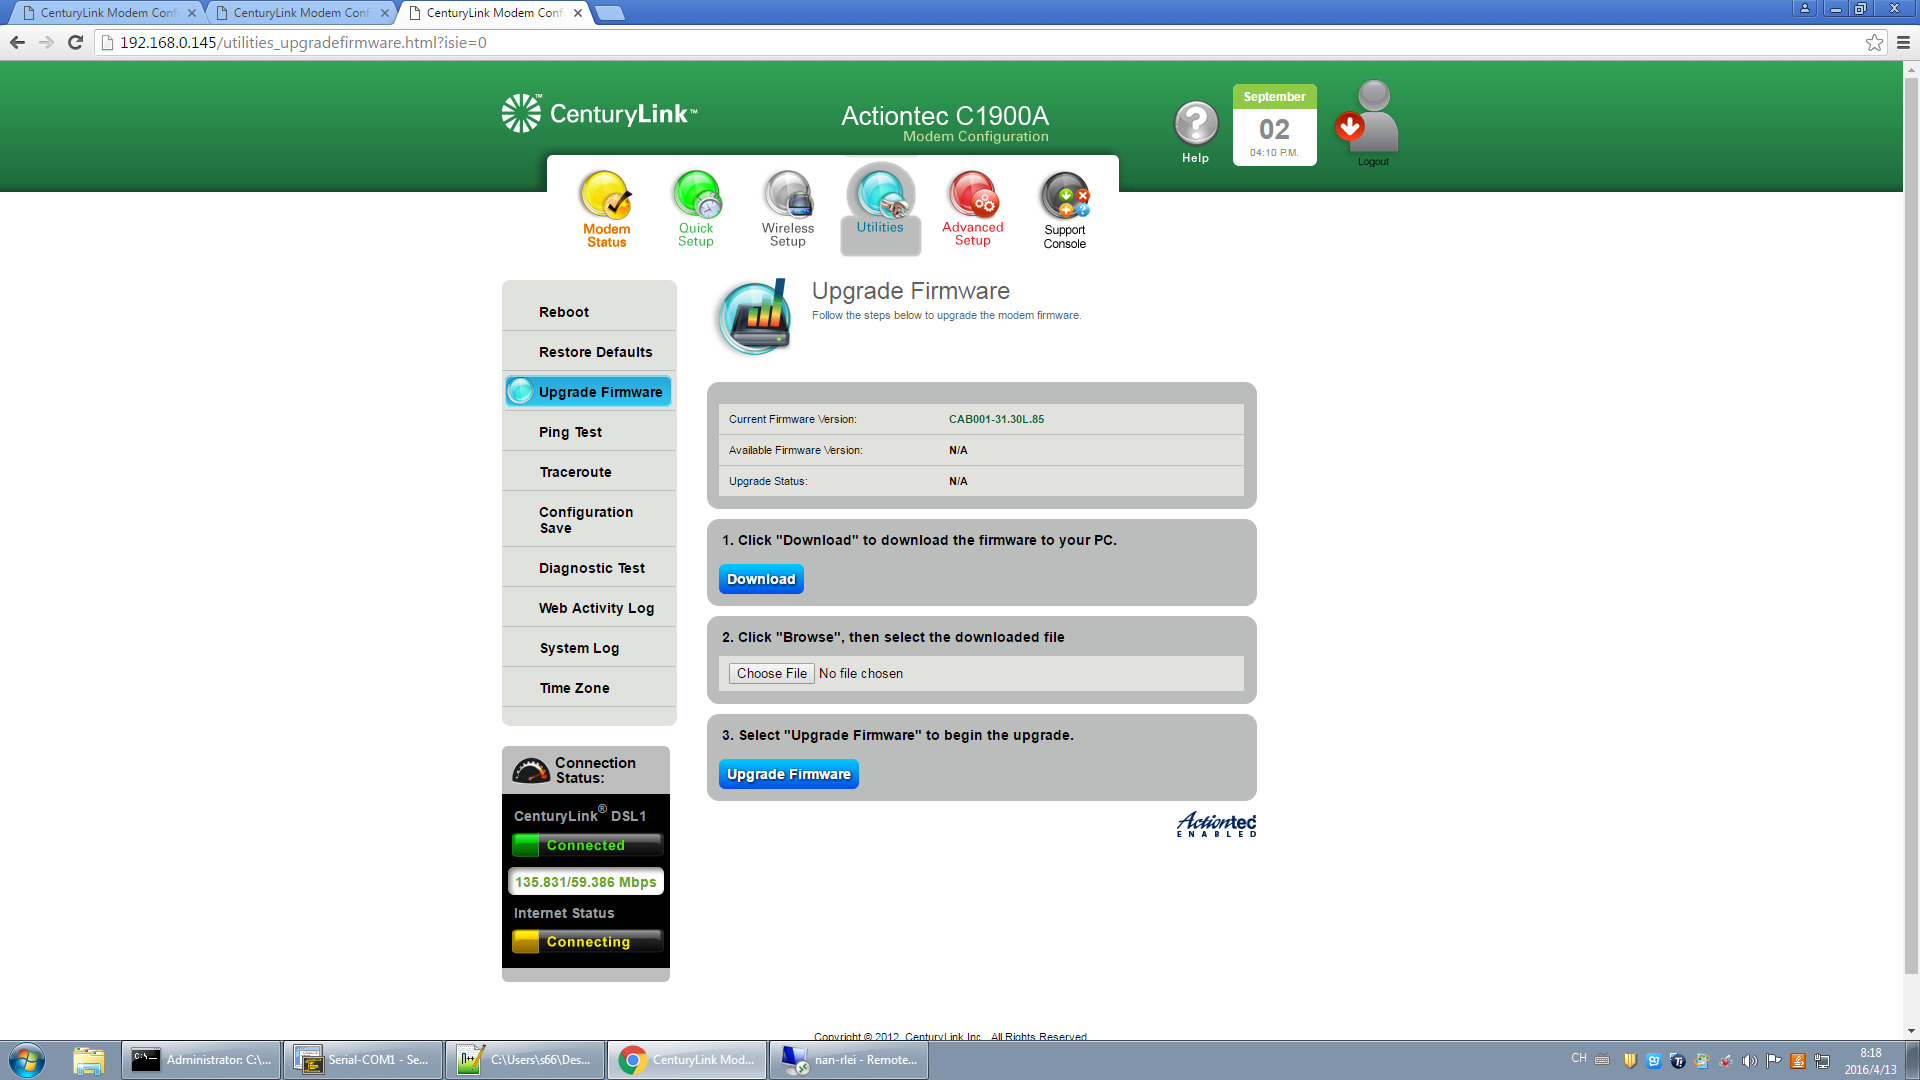 CenturyLink Modem Conf
CenturyLink Modem Conf
CenturyLink Modem Conf
192.168.0.145/utilities_upgradefirmware.html?isie=0
CenturyLink™
Actiontec C1900A
Modem Configuration
Help
September
02
04:10 P.M.
Logout
Modem
Status
Quick
Setup
Wireless
Setup
Utilities
Advanced
Setup
Support
Console
Reboot
Restore Defaults
Upgrade Firmware
Ping Test
Traceroute
Configuration
Save
Diagnostic Test
Web Activity Log
System Log
Time Zone
Connection
Status:
CenturyLink® DSL1
Connected
135.831/59.386 Mbps
Internet Status
Connecting
Upgrade Firmware
Follow the steps below to upgrade the modem firmware.
Current Firmware Version: CAB001-31.30L.85
Available Firmware Version: N/A
Upgrade Status: N/A
1. Click "Download" to download the firmware to your PC.
Download
2. Click "Browse", then select the downloaded file
Choose File No file chosen
3. Select "Upgrade Firmware" to begin the upgrade.
Upgrade Firmware
Actiontec
ENABLED
Copyright © 2012, CenturyLink Inc., All Rights Reserved
Administrator: C:\...
Serial-COM1 - Se...
C:\Users\s66\Des...
CenturyLink Mod...
nan-rlei - Remote...
CH
8:18
2016/4/13